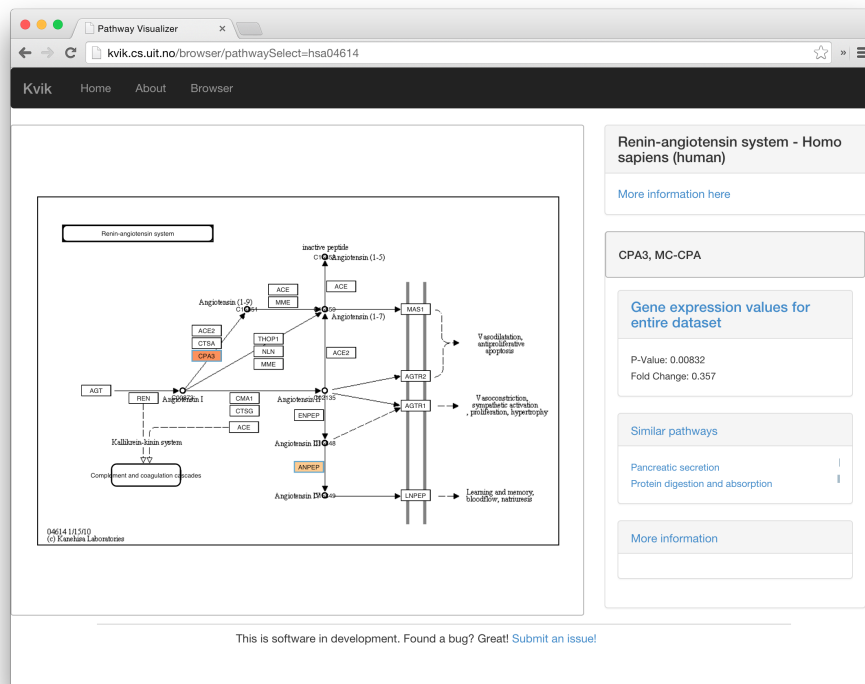 Pathway Visualizer ×
kvik.cs.uit.no/browser/pathwaySelect=hsa04614 »
Kvik Home About Browser
Renin-angiotensin system
inactive peptide
Angiotensin (1-5)
ACE ACE
MME
Angiotensin (1-9)
Angiotensin (1-7)
MAS1
ACE2
CTSA
CPA3
THOP1
NLN
MME
ACE2
Vasodilatation,
antiproliferative
apoptosis
AGTR2
AGT
REN
Angiotensin I
CMA1
CTSG
ACE
Angiotensin II
ENPEP
AGTR1
Vasoconstriction,
sympathetic activation
, proliferation, hypertrophy
Kallikrein-kinin system
Angiotensin III
Complement and coagulation cascades
ANPEP
Angiotensin IV
LNPEP
Learning and memory,
bloodflow, natriuresis
04614 1/15/10
(c) Kanehisa Laboratories
Renin-angiotensin system - Homo
sapiens (human)
More information here
CPA3, MC-CPA
Gene expression values for
entire dataset
P-Value: 0.00832
Fold Change: 0.357
Similar pathways
Pancreatic secretion
Protein digestion and absorption
More information
This is software in development. Found a bug? Great! Submit an issue!